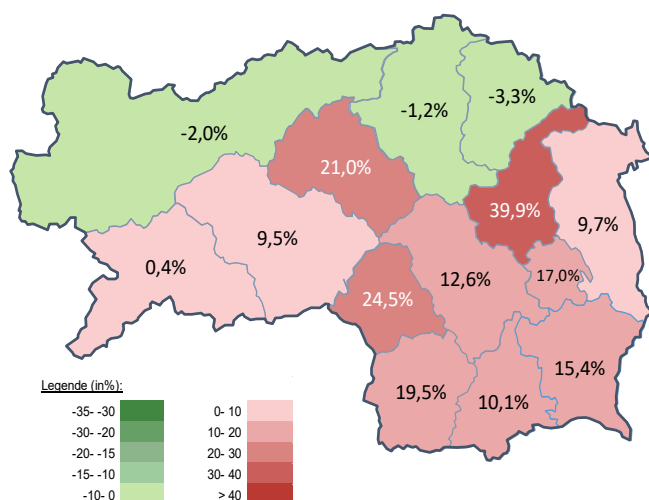 -3,3%
-1,2%
-2,0%
21,0%
39,9%
9,7%
9,5%
0,4%
12,6%
17,0%
24,5%
15,4%
19,5%
10,1%
Legende (in%):
-35- -30 0- 10
-30- -20 10- 20
-20- -15 20- 30
-15- -10 30- 40
-10- 0 > 40